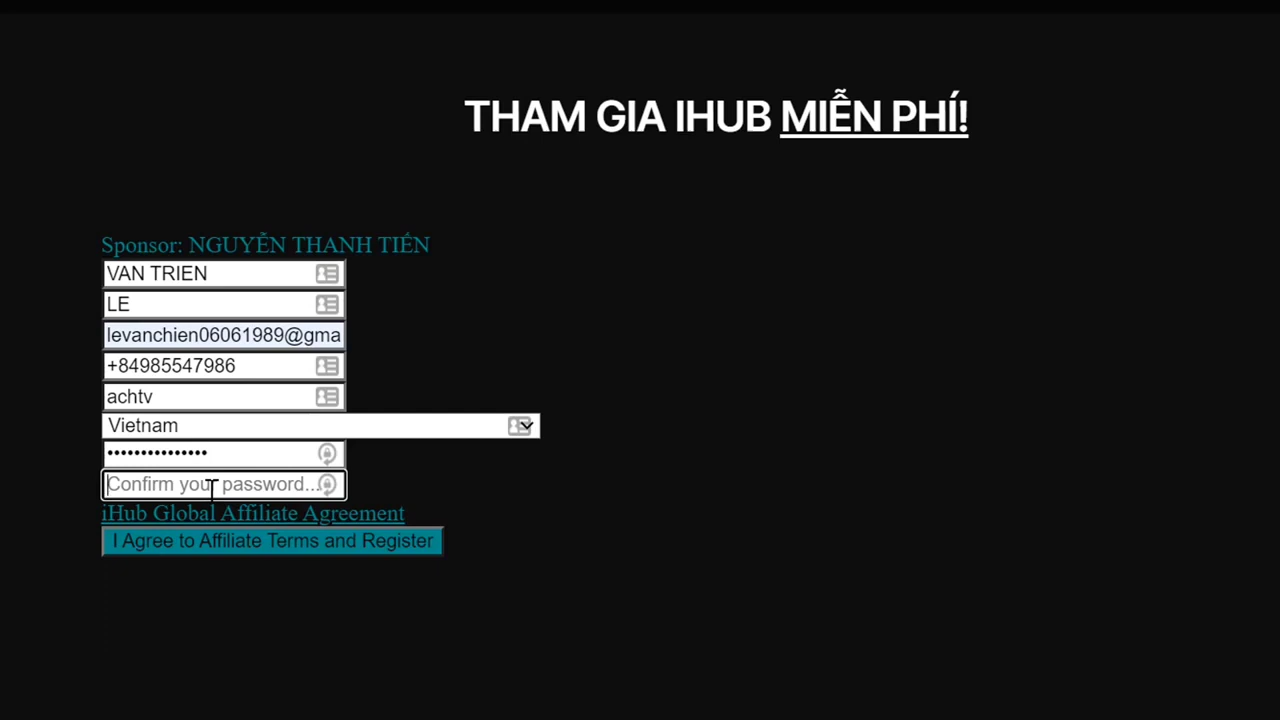 THAM GIA IHUB MIỄN PHÍ!
Sponsor: NGUYỄN THANH TIẾN
VAN TRIEN
LE
levanchien06061989@gma
+84985547986
achtv
Vietnam
•••••••••••••••
Confirm your password...
iHub Global Affiliate Agreement
I Agree to Affiliate Terms and Register